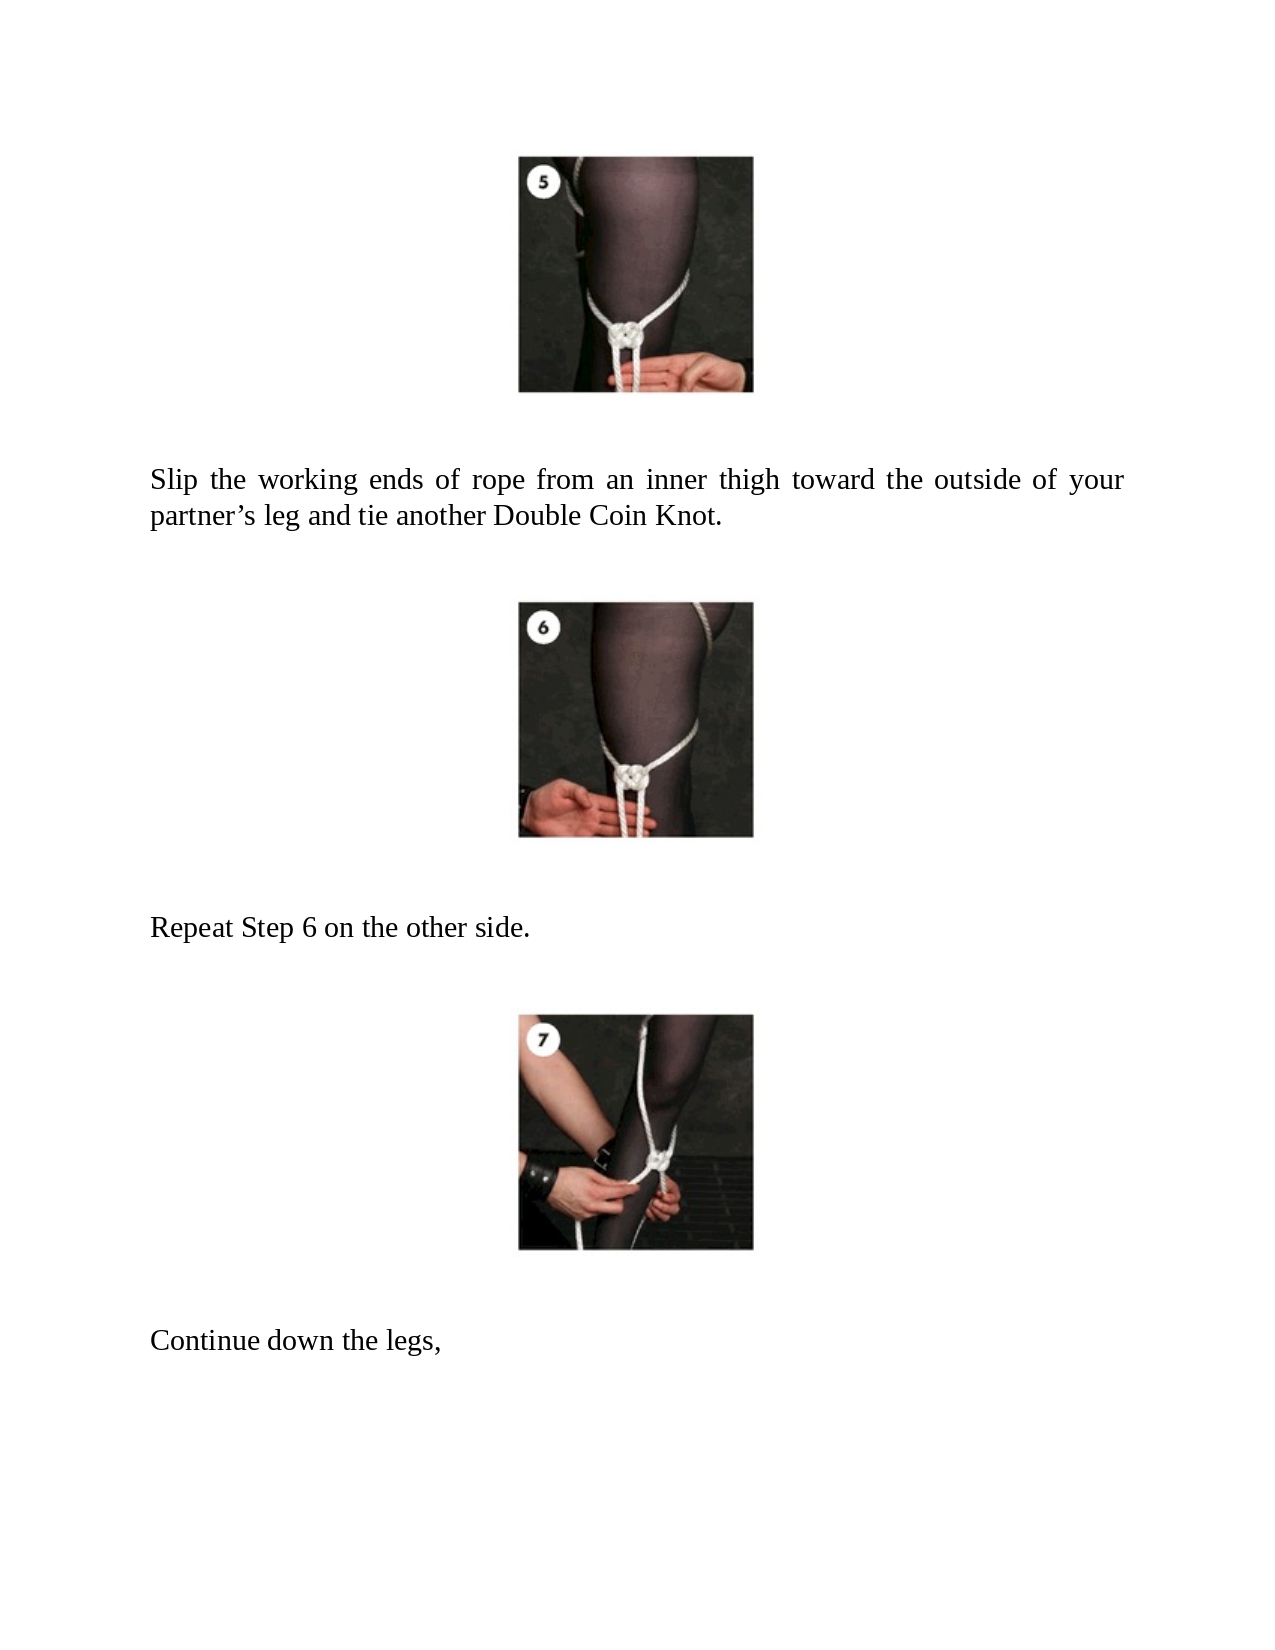 5
Slip the working ends of rope from an inner thigh toward the outside of your
partner’s leg and tie another Double Coin Knot.
6
Repeat Step 6 on the other side.
7
Continue down the legs,